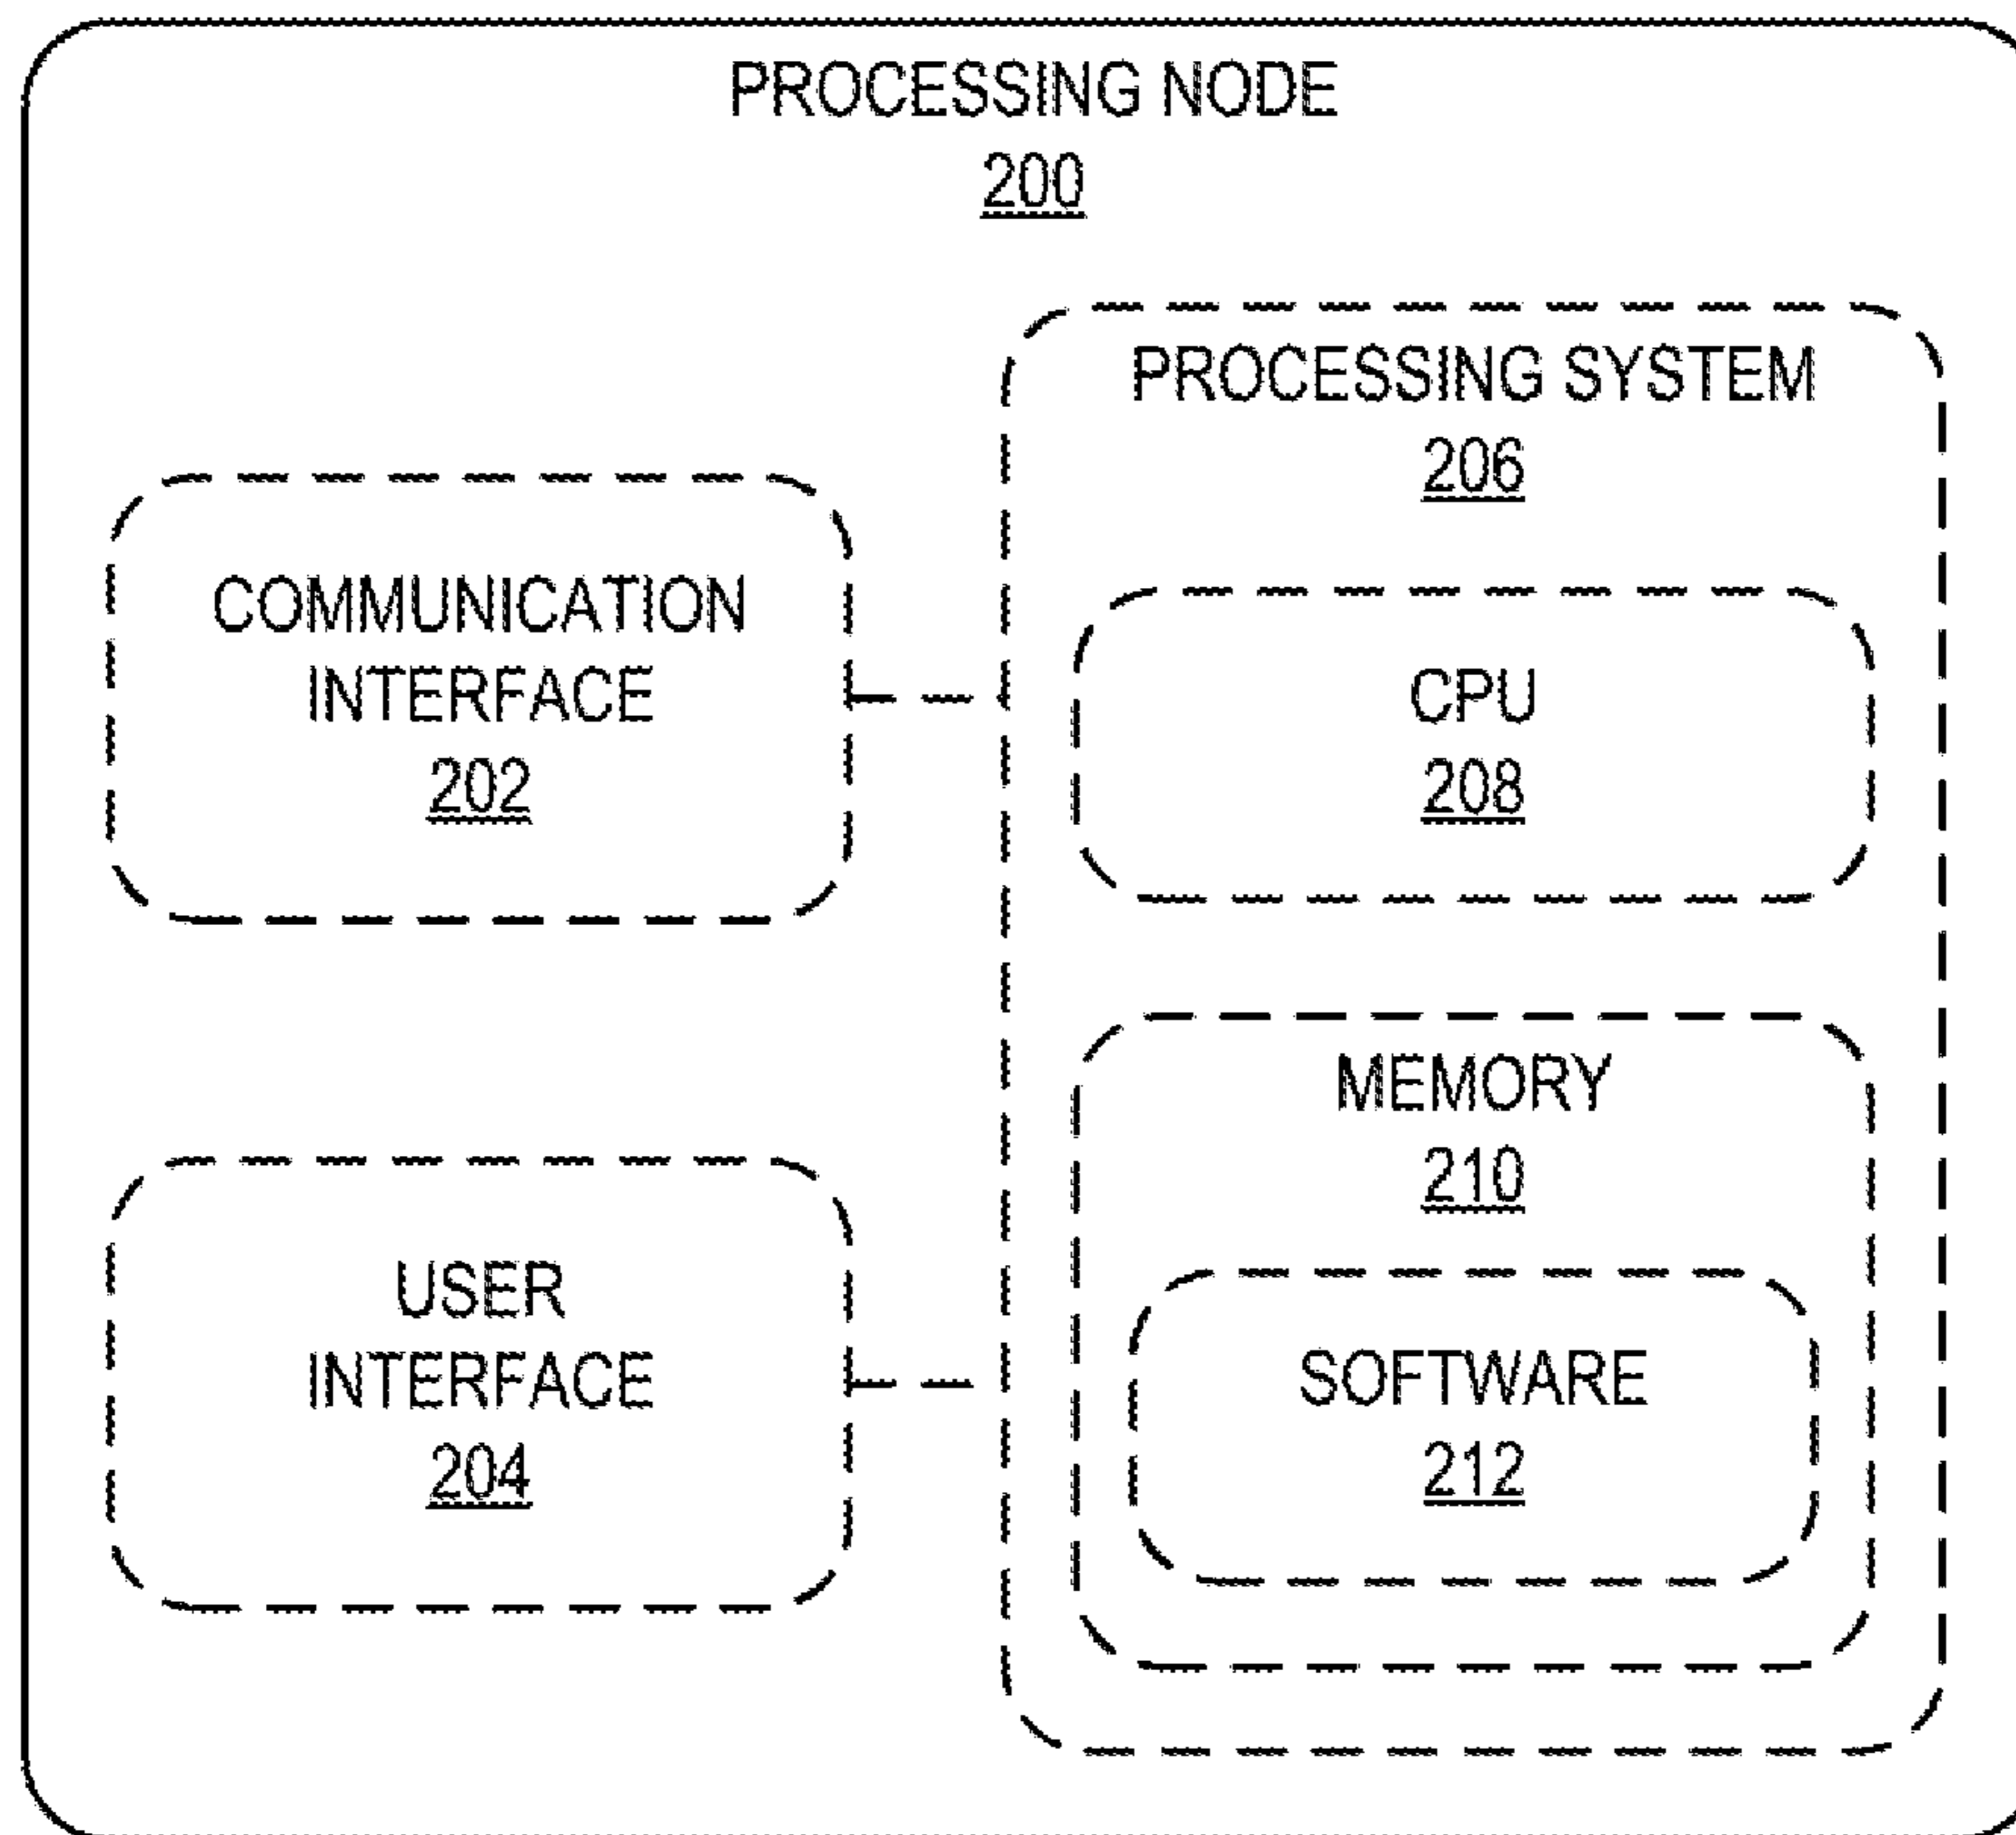 PROCESSING NODE
200
PROCESSING SYSTEM
206
COMMUNICATION
INTERFACE
202
CPU
208
MEMORY
210
USER
INTERFACE
204
SOFTWARE
212